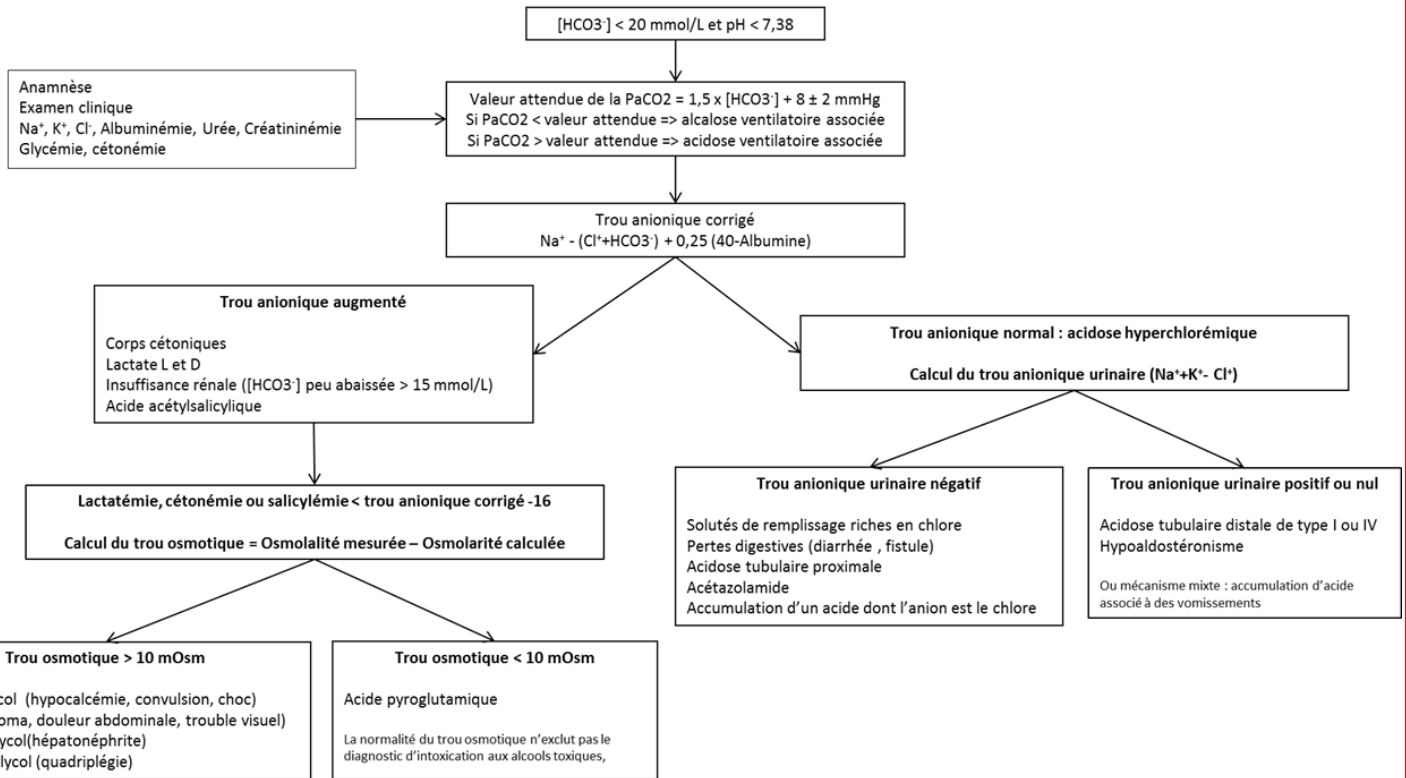 [HCO3-] < 20 mmol/L et pH < 7,38
Anamnèse
Examen clinique
Na+, K+, Cl-, Albuminémie, Urée, Créatininémie
Glycémie, cétonémie
Valeur attendue de la PaCO2 = 1,5 x [HCO3-] + 8 ± 2 mmHg
Si PaCO2 < valeur attendue => alcalose ventilatoire associée
Si PaCO2 > valeur attendue => acidose ventilatoire associée
Trou anionique corrigé
Na+ - (Cl++HCO3-) + 0,25 (40-Albumine)
Trou anionique augmenté
Corps cétoniques
Lactate L et D
Insuffisance rénale ([HCO3-] peu abaissée > 15 mmol/L)
Acide acétylsalicylique
Trou anionique normal : acidose hyperchlorémique
Calcul du trou anionique urinaire (Na++K+- Cl+)
Lactatémie, cétonémie ou salicylémie < trou anionique corrigé -16
Calcul du trou osmotique = Osmolalité mesurée – Osmolarité calculée
Trou anionique urinaire négatif
Solutés de remplissage riches en chlore
Pertes digestives (diarrhée , fistule)
Acidose tubulaire proximale
Acétazolamide
Accumulation d'un acide dont l'anion est le chlore
Trou anionique urinaire positif ou nul
Acidose tubulaire distale de type I ou IV
Hypoaldostéronisme
Ou mécanisme mixte : accumulation d'acide
associé à des vomissements
Trou osmotique > 10 mOsm
(hypocalcémie, convulsion, choc)
douleur abdominale, trouble visuel)
(hépatonéphrite)
(quadriplégie)
Trou osmotique < 10 mOsm
Acide pyroglutamique
La normalité du trou osmotique n'exclut pas le
diagnostic d'intoxication aux alcools toxiques,